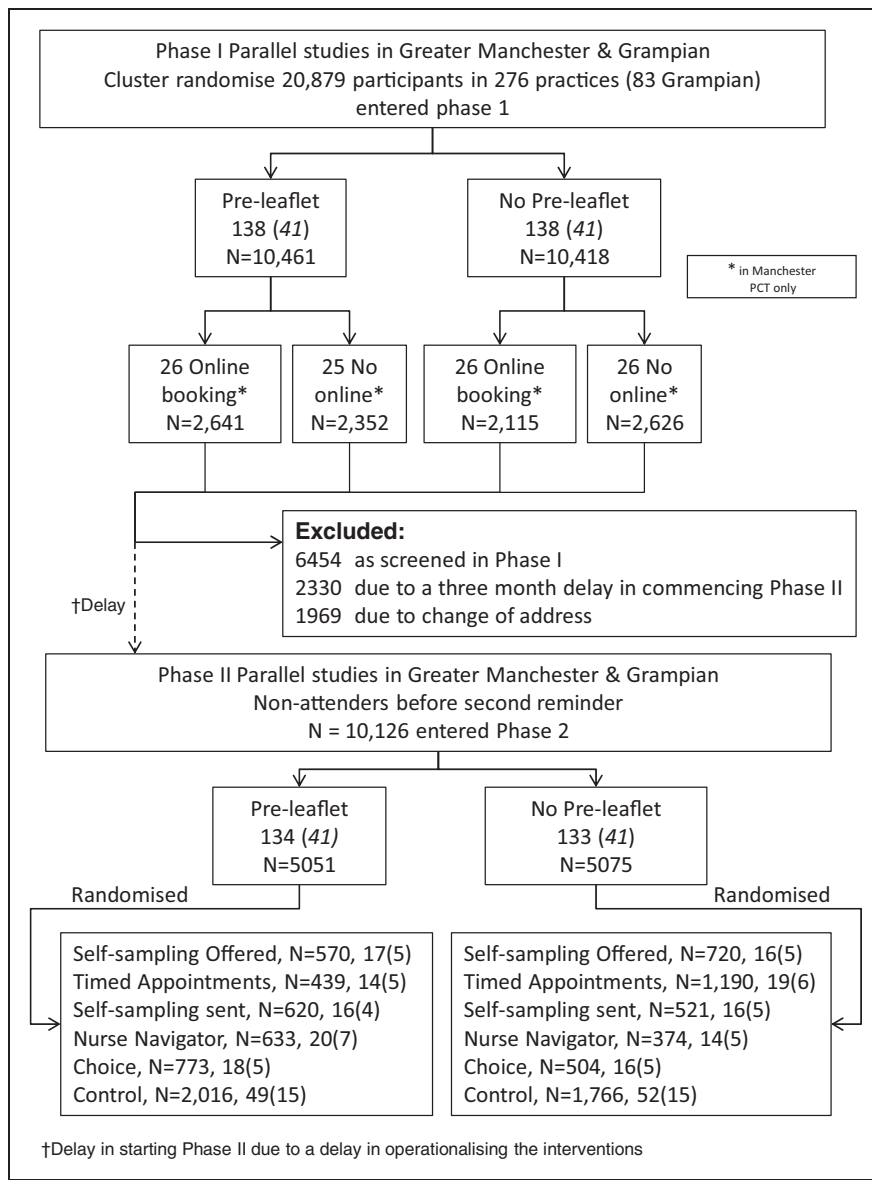 Phase I Parallel studies in Greater Manchester & Grampian
Cluster randomise 20,879 participants in 276 practices (83 Grampian)
entered phase 1
Pre-leaflet
138 (41)
N=10,461
No Pre-leaflet
138 (41)
N=10,418
* in Manchester
PCT only
26 Online
booking*
N=2,641
25 No
online*
N=2,352
26 Online
booking*
N=2,115
26 No
online*
N=2,626
Excluded:
6454 as screened in Phase I
2330 due to a three month delay in commencing Phase II
1969 due to change of address
†Delay
Phase II Parallel studies in Greater Manchester & Grampian
Non-attenders before second reminder
N = 10,126 entered Phase 2
Pre-leaflet
134 (41)
N=5051
No Pre-leaflet
133 (41)
N=5075
Randomised
Randomised
Self-sampling Offered, N=570, 17(5)
Timed Appointments, N=439, 14(5)
Self-sampling sent, N=620, 16(4)
Nurse Navigator, N=633, 20(7)
Choice, N=773, 18(5)
Control, N=2,016, 49(15)
Self-sampling Offered, N=720, 16(5)
Timed Appointments, N=1,190, 19(6)
Self-sampling sent, N=521, 16(5)
Nurse Navigator, N=374, 14(5)
Choice, N=504, 16(5)
Control, N=1,766, 52(15)
†Delay in starting Phase II due to a delay in operationalising the interventions